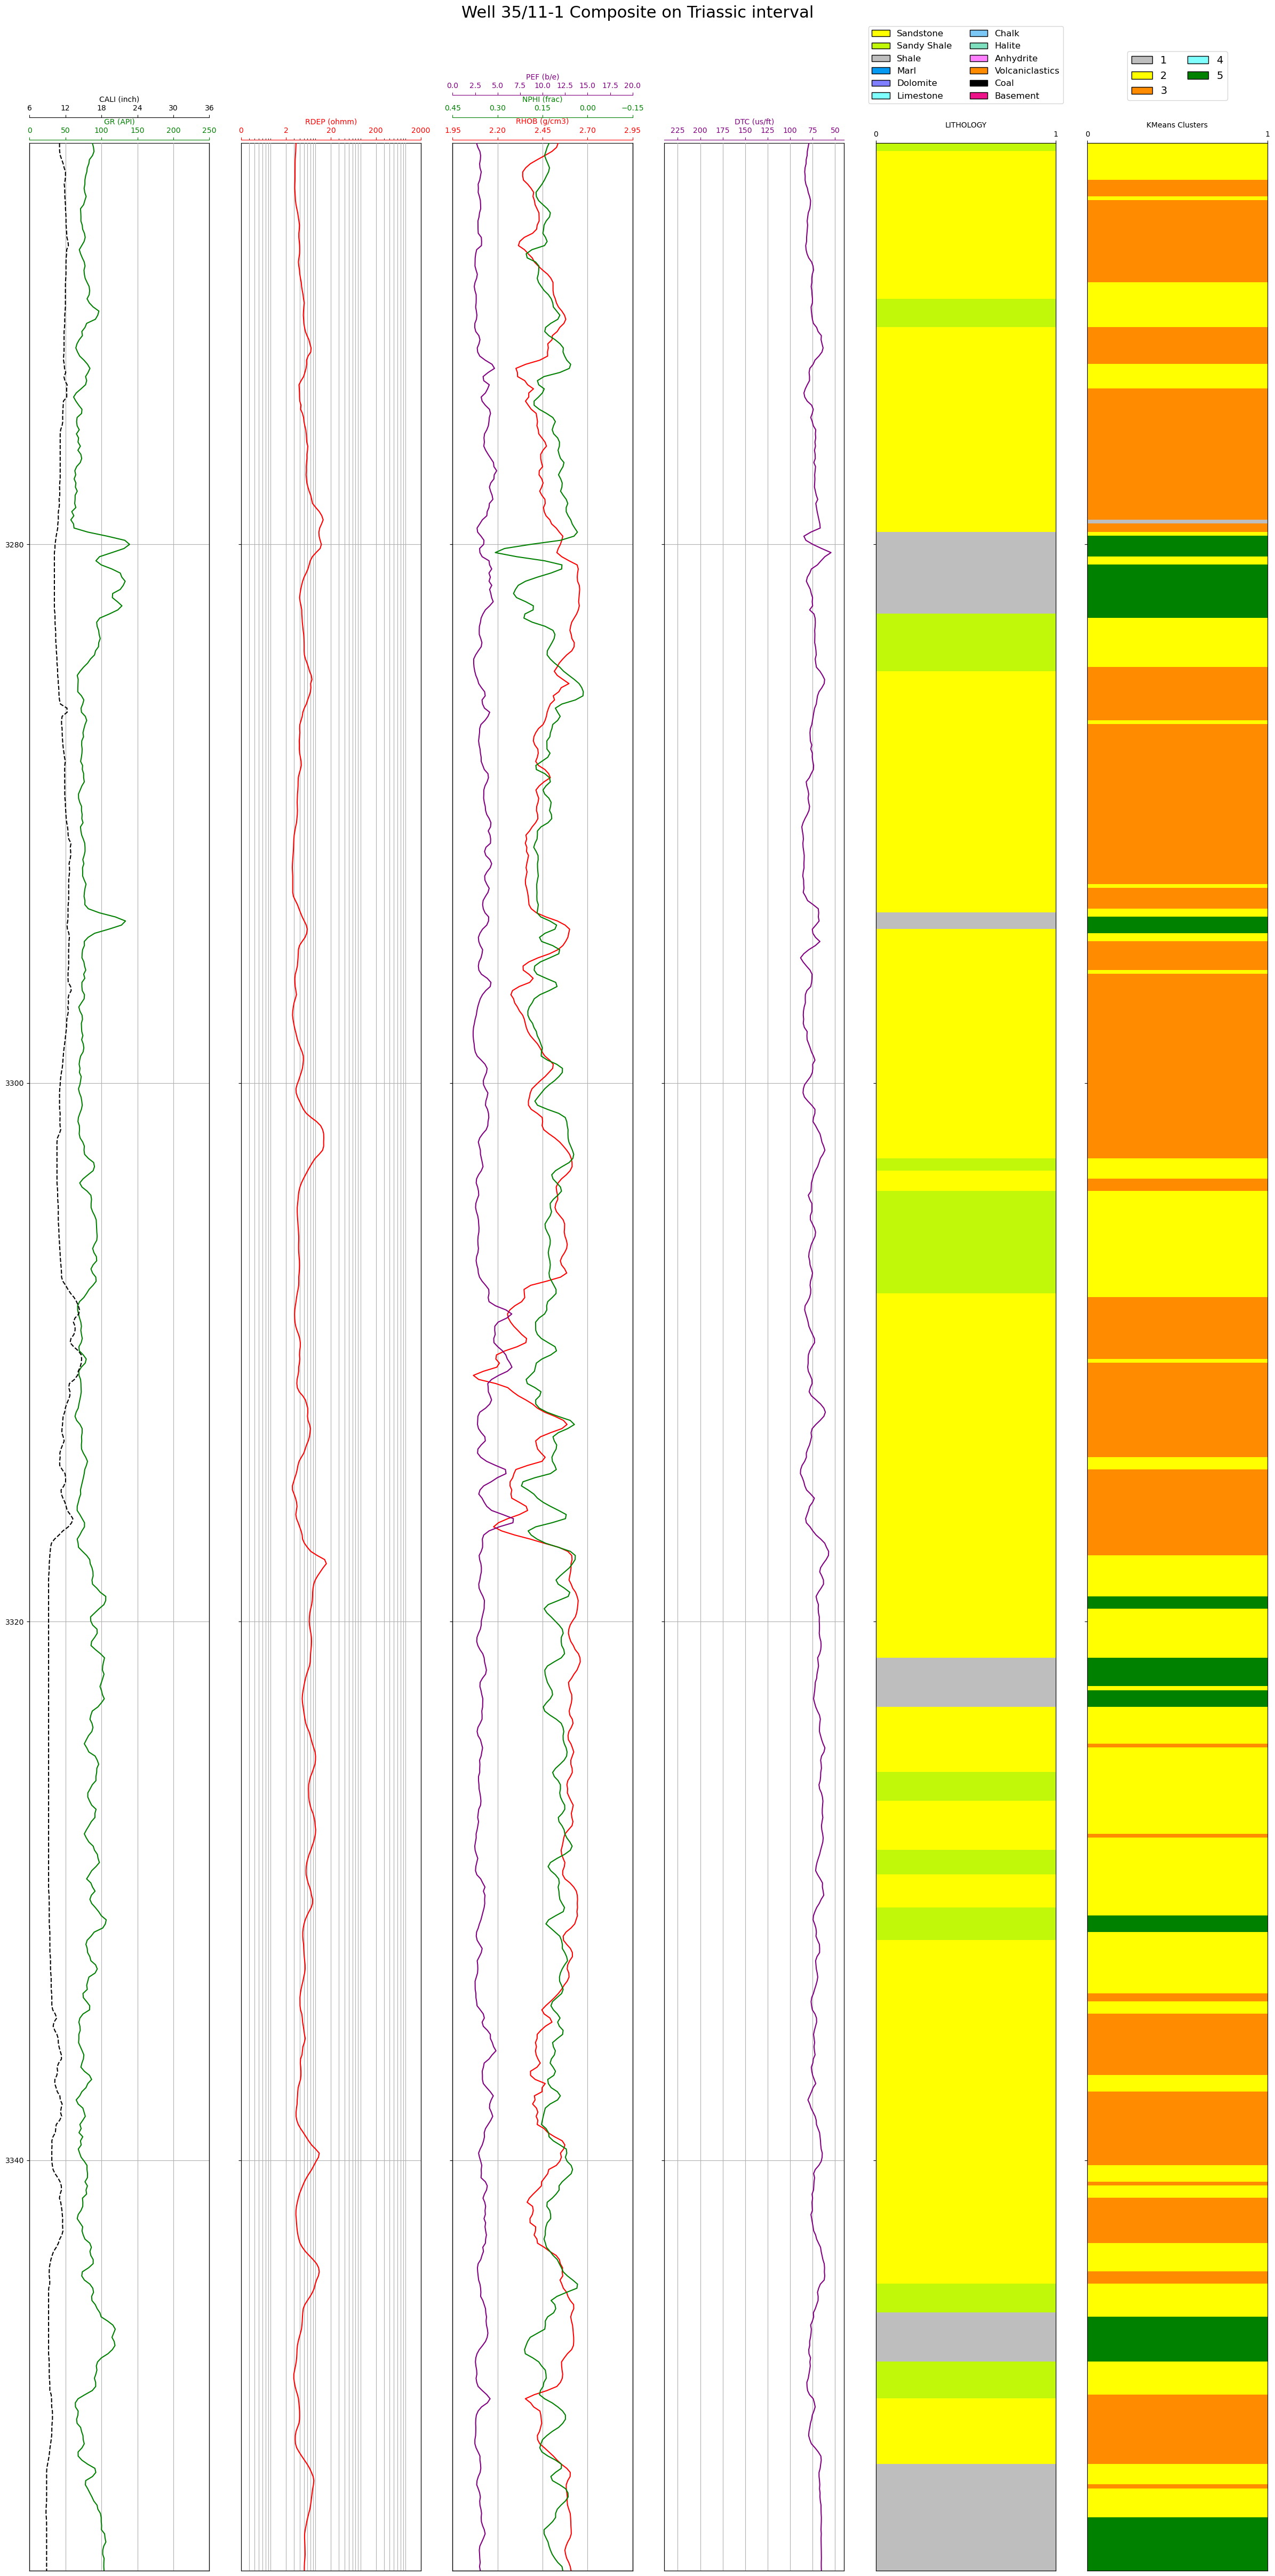 Well 35/11-1 Composite on Triassic interval
Sandstone Chalk
Sandy Shale Halite
Shale Anhydrite
Marl Volcaniclastics
Dolomite Coal
Limestone Basement
1 4
2 5
3
PEF (b/e)
0.0 2.5 5.0 7.5 10.0 12.5 15.0 17.5 20.0
CALI (inch) NPHI (frac)
6 12 18 24 30 36 0.45 0.30 0.15 0.00 −0.15
GR (API) RDEP (ohmm) RHOB (g/cm3) DTC (us/ft) LITHOLOGY KMeans Clusters
0 50 100 150 200 250 0 2 20 200 2000 1.95 2.20 2.45 2.70 2.95 225 200 175 150 125 100 75 50 0 1 0 1
3280
3300
3320
3340